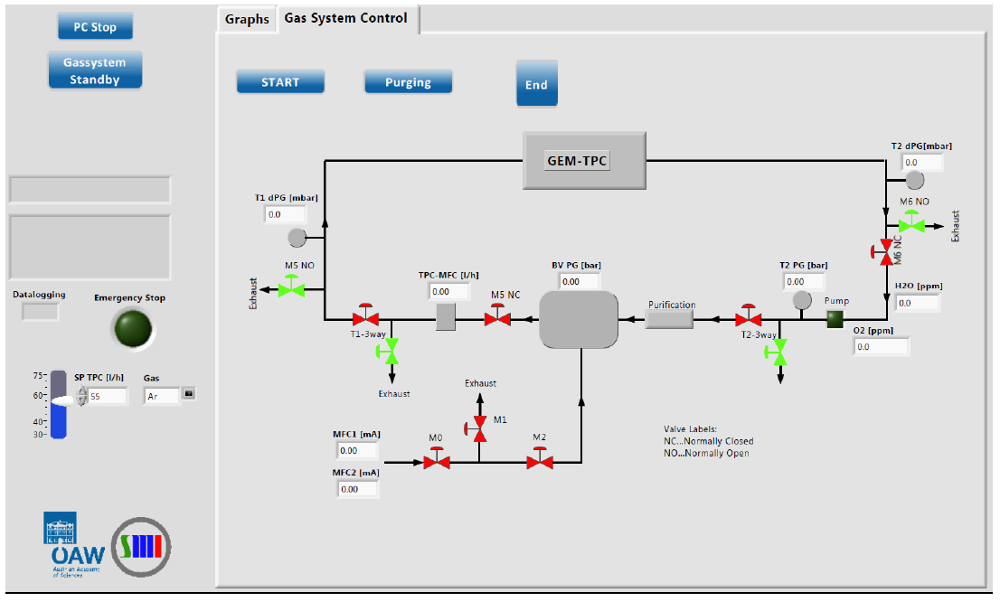 PC Stop
Gassystem
Standby
Graphs
Gas System Control
START
Purging
End
GEM-TPC
T2 dPG[mbar]
0.0
M6 NO
Exhaust
M6 NC
T1 dPG [mbar]
0.0
M5 NO
Exhaust
TPC-MFC [l/h]
0.00
M5 NC
BV PG [bar]
0.00
T2 PG [bar]
0.00
Pump
H2O [ppm]
0.0
O2 [ppm]
0.0
Purification
T1-3way
T2-3way
Exhaust
Datalogging
Emergency Stop
75
60
40
30
SP TPC [l/h]
55
Gas
Ar
Exhaust
M1
M0
M2
MFC1 [mA]
0.00
MFC2 [mA]
0.00
Valve Labels:
NC...Normally Closed
NO...Normally Open
ÖAW
Austrian Academy
of Sciences
SMI